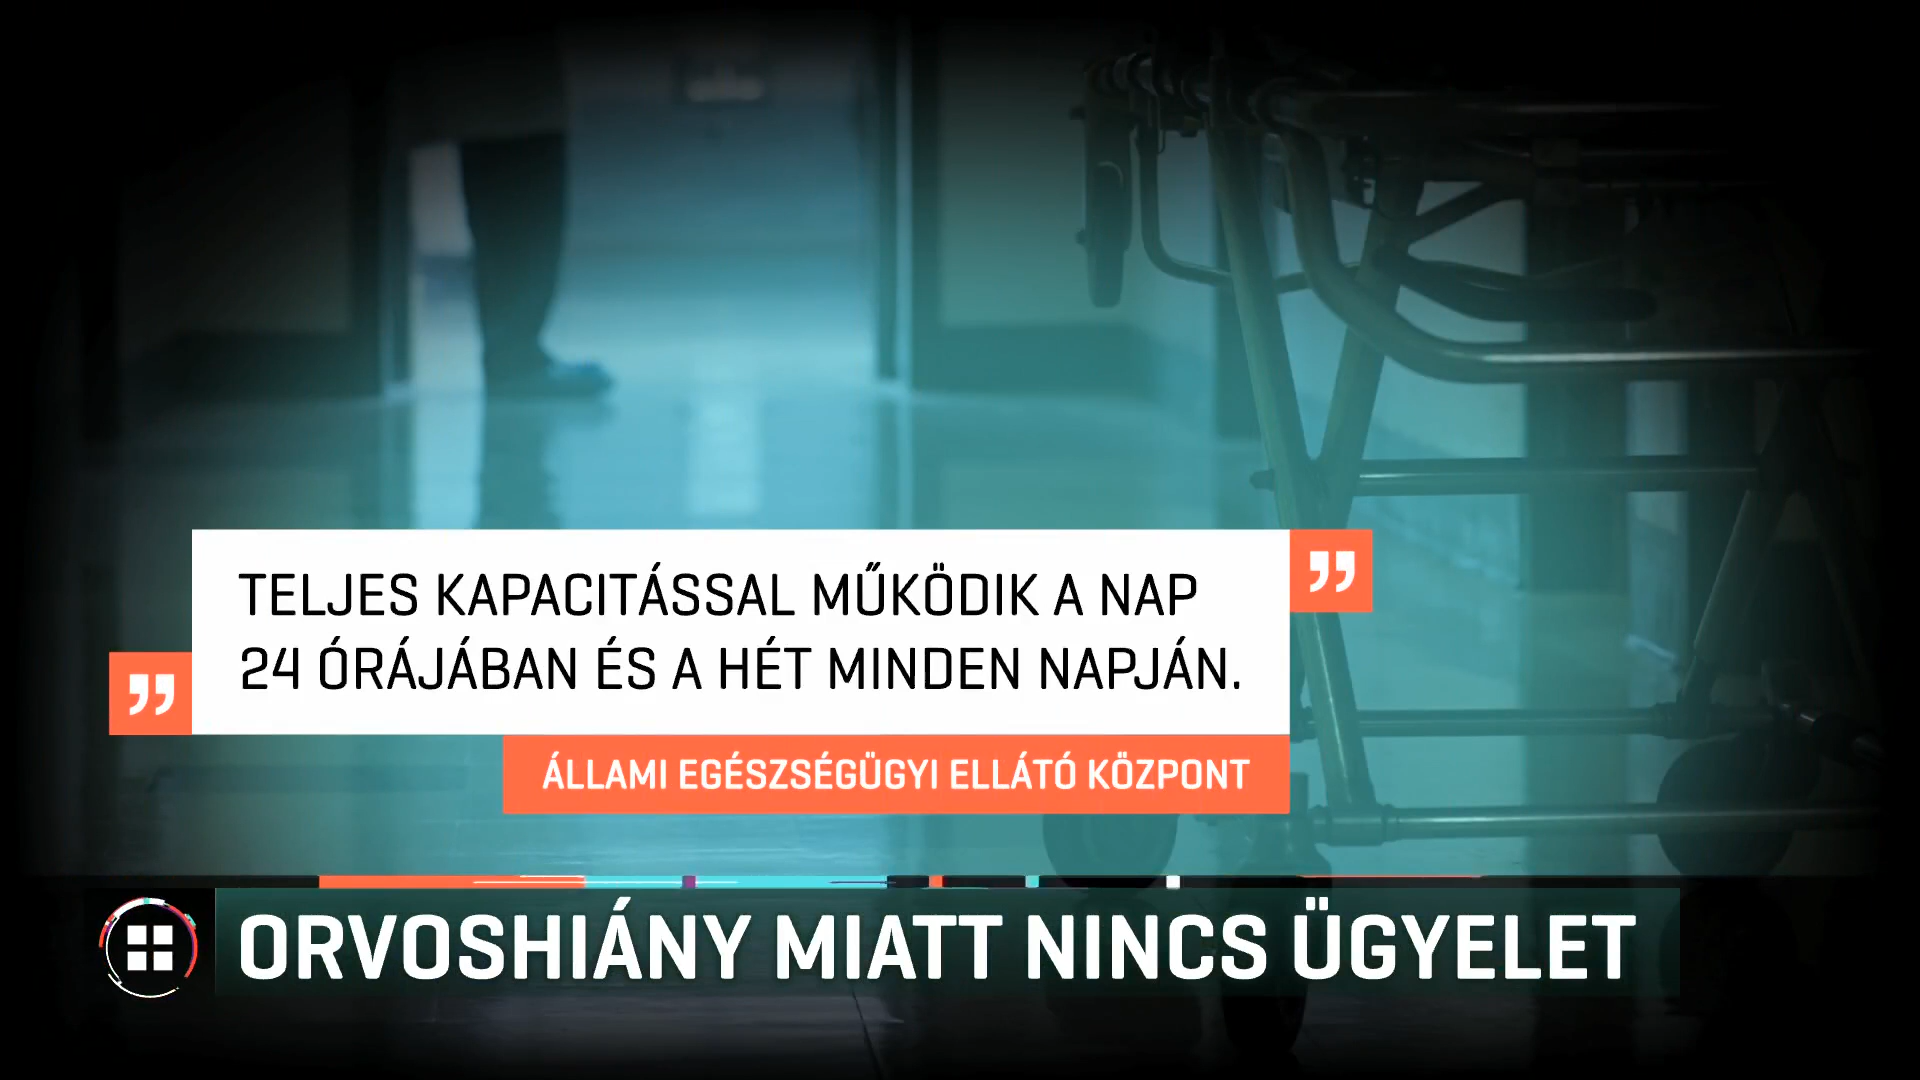 TELJES KAPACITÁSSAL MŰKÖDIK A NAP
24 ÓRÁJÁBAN ÉS A HÉT MINDEN NAPJÁN.
ÁLLAMI EGÉSZSÉGÜGYI ELLÁTÓ KÖZPONT
ORVOSHIÁNY MIATT NINCS ÜGYELET